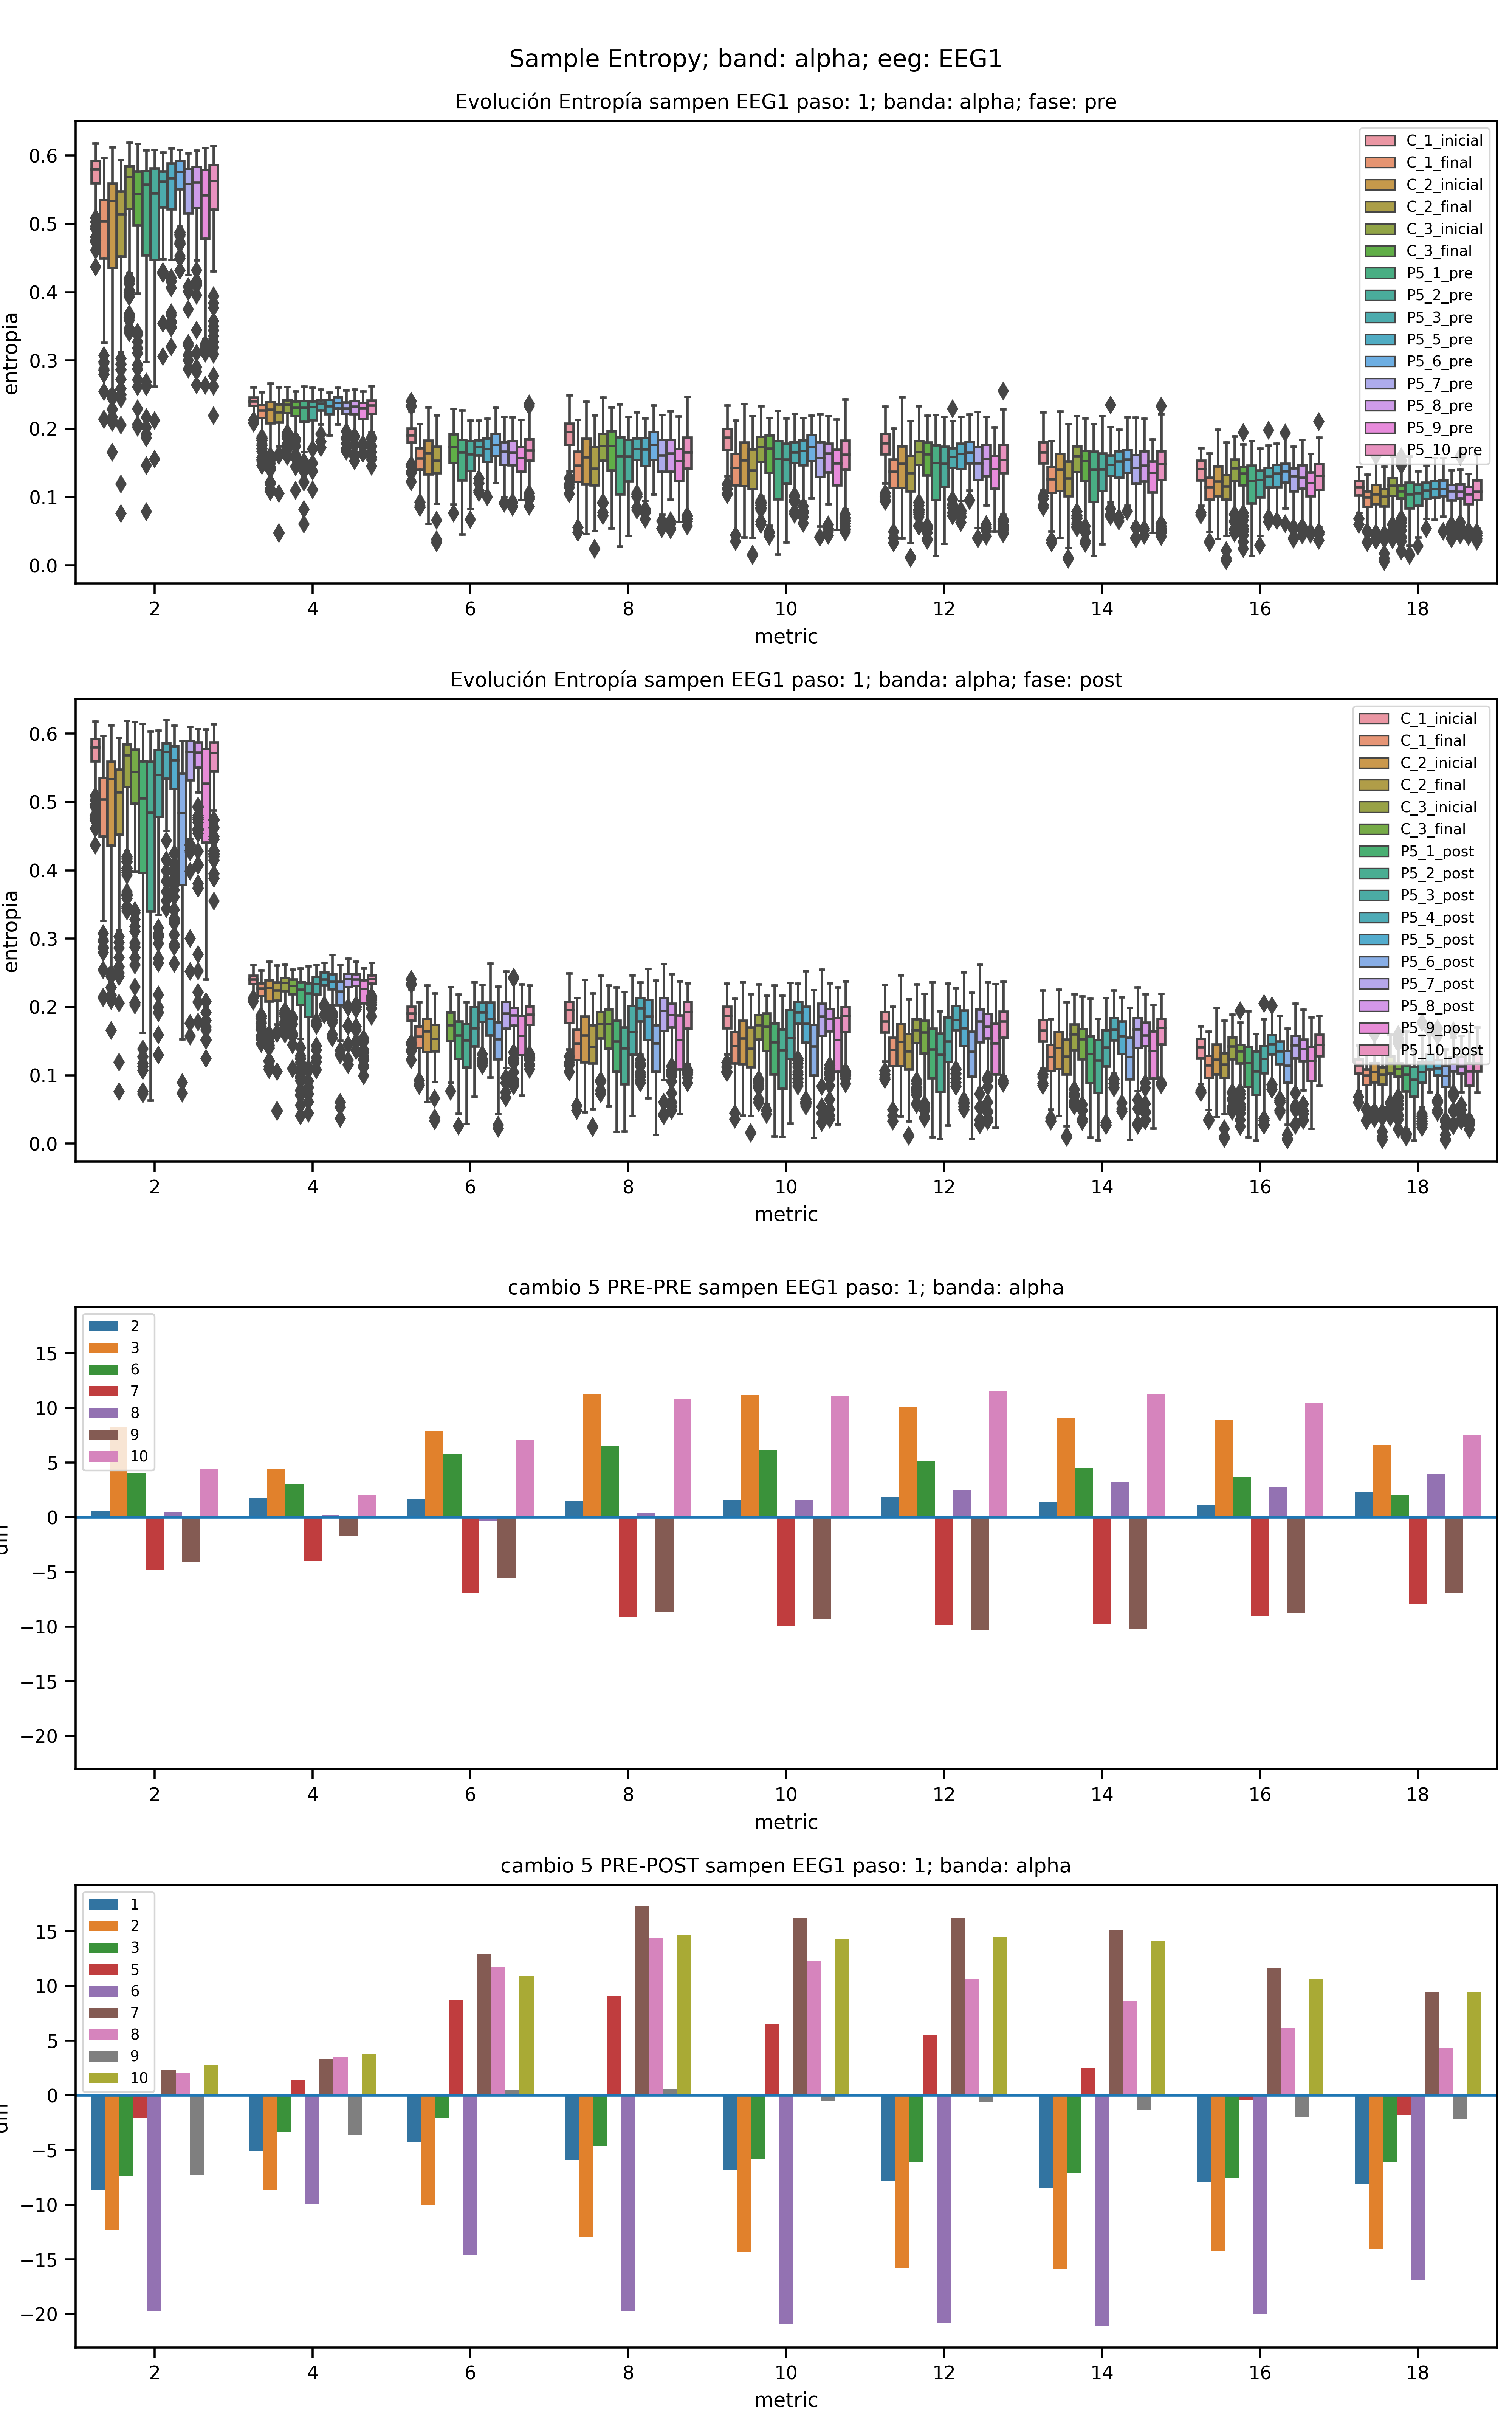 Sample Entropy; band: alpha; eeg: EEG1
Evolución Entropía sampen EEG1 paso: 1; banda: alpha; fase: pre
entropia
0.6
0.5
0.4
0.3
0.2
0.1
0.0
C_1_inicial
C_1_final
C_2_inicial
C_2_final
C_3_inicial
C_3_final
P5_1_pre
P5_2_pre
P5_3_pre
P5_5_pre
P5_6_pre
P5_7_pre
P5_8_pre
P5_9_pre
P5_10_pre
2 4 6 8 10 12 14 16 18
metric
Evolución Entropía sampen EEG1 paso: 1; banda: alpha; fase: post
entropia
0.6
0.5
0.4
0.3
0.2
0.1
0.0
C_1_inicial
C_1_final
C_2_inicial
C_2_final
C_3_inicial
C_3_final
P5_1_post
P5_2_post
P5_3_post
P5_4_post
P5_5_post
P5_6_post
P5_7_post
P5_8_post
P5_9_post
P5_10_post
2 4 6 8 10 12 14 16 18
metric
cambio 5 PRE-PRE sampen EEG1 paso: 1; banda: alpha
15
10
5
0
−5
−10
−15
−20
2
3
6
7
8
9
10
2 4 6 8 10 12 14 16 18
metric
cambio 5 PRE-POST sampen EEG1 paso: 1; banda: alpha
15
10
5
0
−5
−10
−15
−20
1
2
3
5
6
7
8
9
10
2 4 6 8 10 12 14 16 18
metric